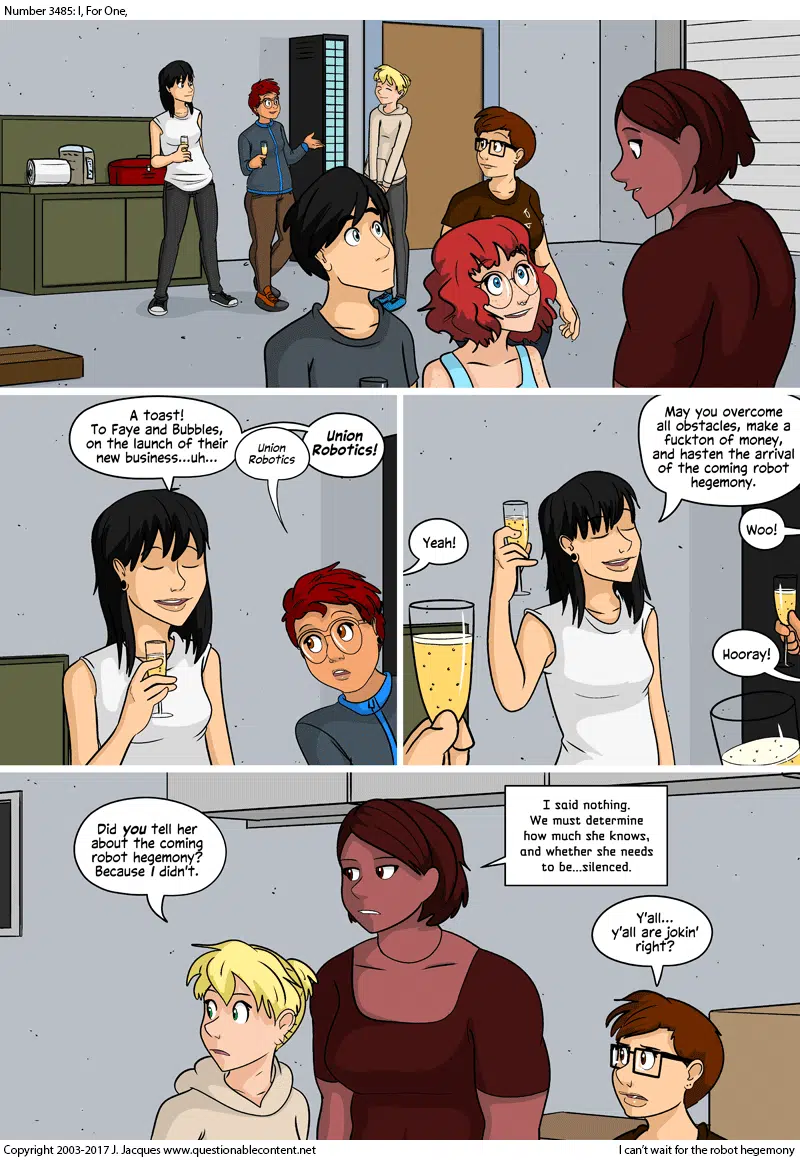 Number 3485: I, For One,
A toast!
To Faye and Bubbles,
on the launch of their
new business...uh...
Union
Robotics
Union
Robotics!
May you overcome
all obstacles, make a
fuckton of money,
and hasten the arrival
of the coming robot
hegemony.
Yeah!
Woo!
Hooray!
Did you tell her
about the coming
robot hegemony?
Because I didn't.
I said nothing.
We must determine
how much she knows,
and whether she needs
to be...silenced.
Y'all...
y'all are jokin'
right?
Copyright 2003-2017 J. Jacques www.questionablecontent.net
I can't wait for the robot hegemony